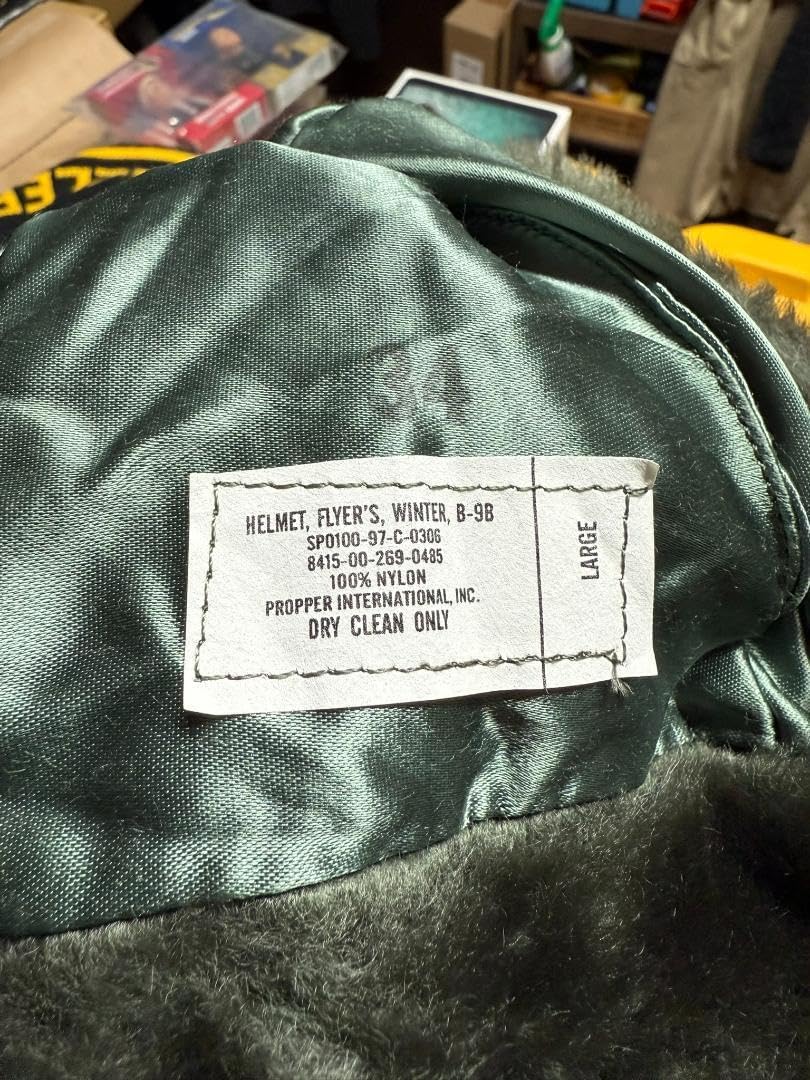 34
HELMET, FLYER'S, WINTER, B-9B
SP0100-97-C-0306
8415-00-269-0485
100% NYLON
PROPPER INTERNATIONAL, INC.
DRY CLEAN ONLY
LARGE